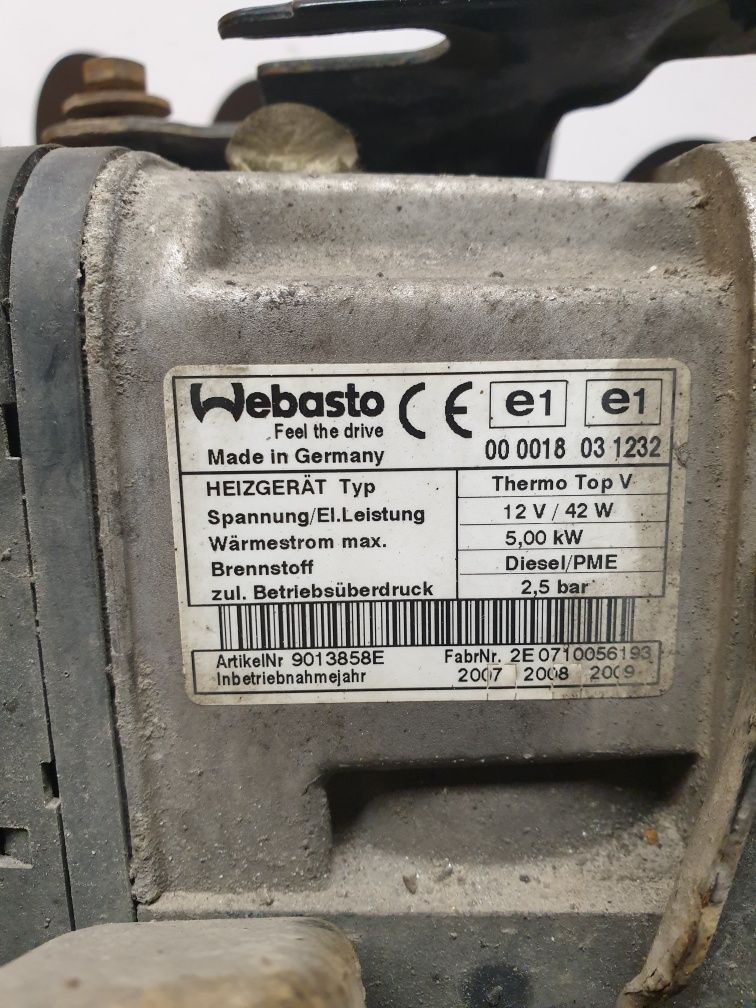 Webasto
Feel the drive
Made in Germany
CE e1 e1
00 0018 03 1232
HEIZGERÄT Typ Thermo Top V
Spannung/El.Leistung 12 V / 42 W
Wärmestrom max. 5,00 kW
Brennstoff Diesel/PME
zul. Betriebsüberdruck 2,5 bar
ArtikelNr 9013858E FabrNr. 2E 0710056193
Inbetriebnahmejahr 2007 2008 2009